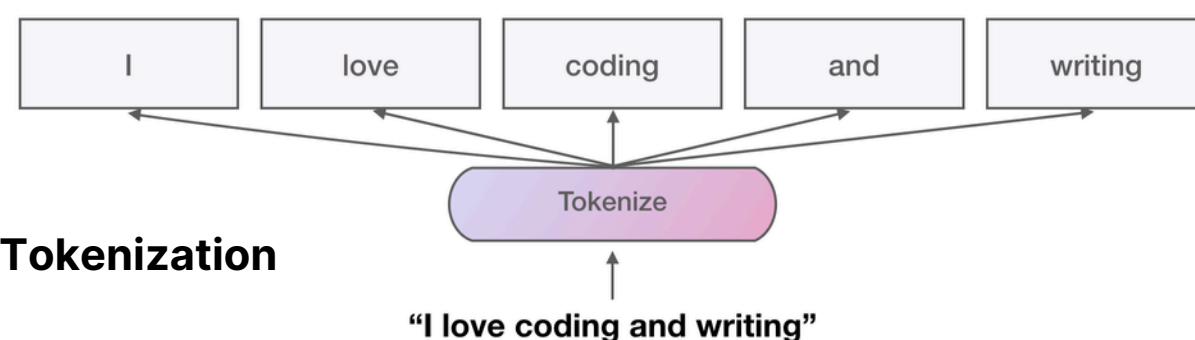 I love coding and writing
Tokenize
Tokenization
“I love coding and writing”